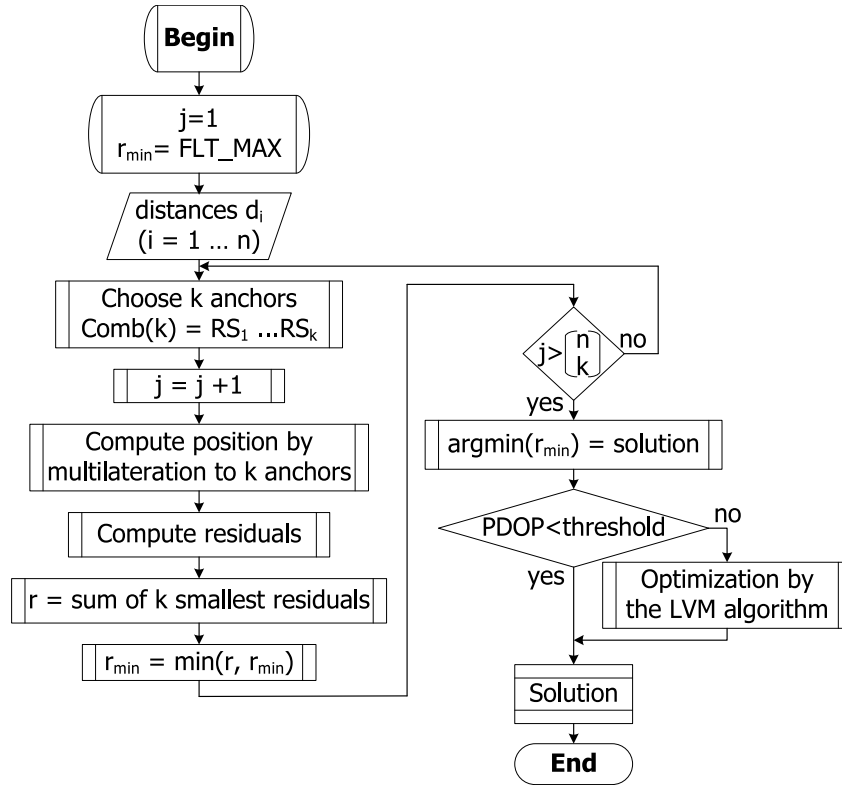 Begin
j=1
rmin= FLT_MAX
distances di
(i = 1 ... n)
Choose k anchors
Comb(k) = RS1 ...RSk
j = j +1
Compute position by
multilateration to k anchors
Compute residuals
r = sum of k smallest residuals
rmin = min(r, rmin)
j> (n
k)
no
yes
argmin(rmin) = solution
PDOP<threshold
no
yes
Optimization by
the LVM algorithm
Solution
End